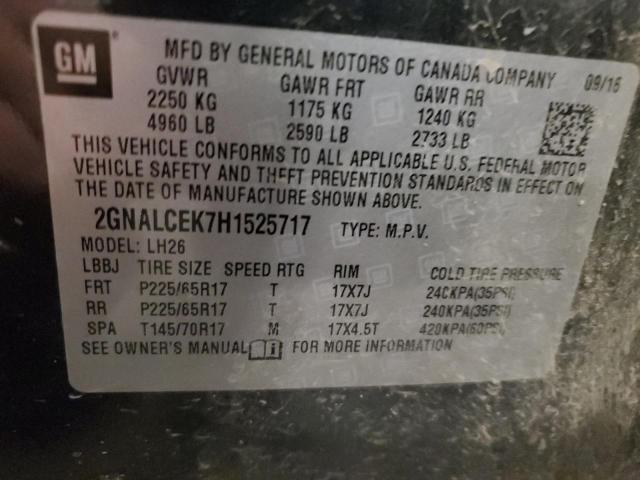 GM
MFD BY GENERAL MOTORS OF CANADA COMPANY 09/16
GVWR GAWR FRT GAWR RR
2250 KG 1175 KG 1240 KG
4960 LB 2590 LB 2733 LB
THIS VEHICLE CONFORMS TO ALL APPLICABLE U.S. FEDERAL MOTOR
VEHICLE SAFETY AND THEFT PREVENTION STANDARDS IN EFFECT ON
THE DATE OF MANUFACTURE SHOWN ABOVE.
2GNALCEK7H1525717 TYPE: M.P.V.
MODEL: LH26
LBBJ TIRE SIZE SPEED RTG RIM COLD TIRE PRESSURE
FRT P225/65R17 T 17X7J 240KPA(35PSI)
RR P225/65R17 T 17X7J 240KPA(35PSI)
SPA T145/70R17 M 17X4.5T 420KPA(60PSI)
SEE OWNER'S MANUAL FOR MORE INFORMATION